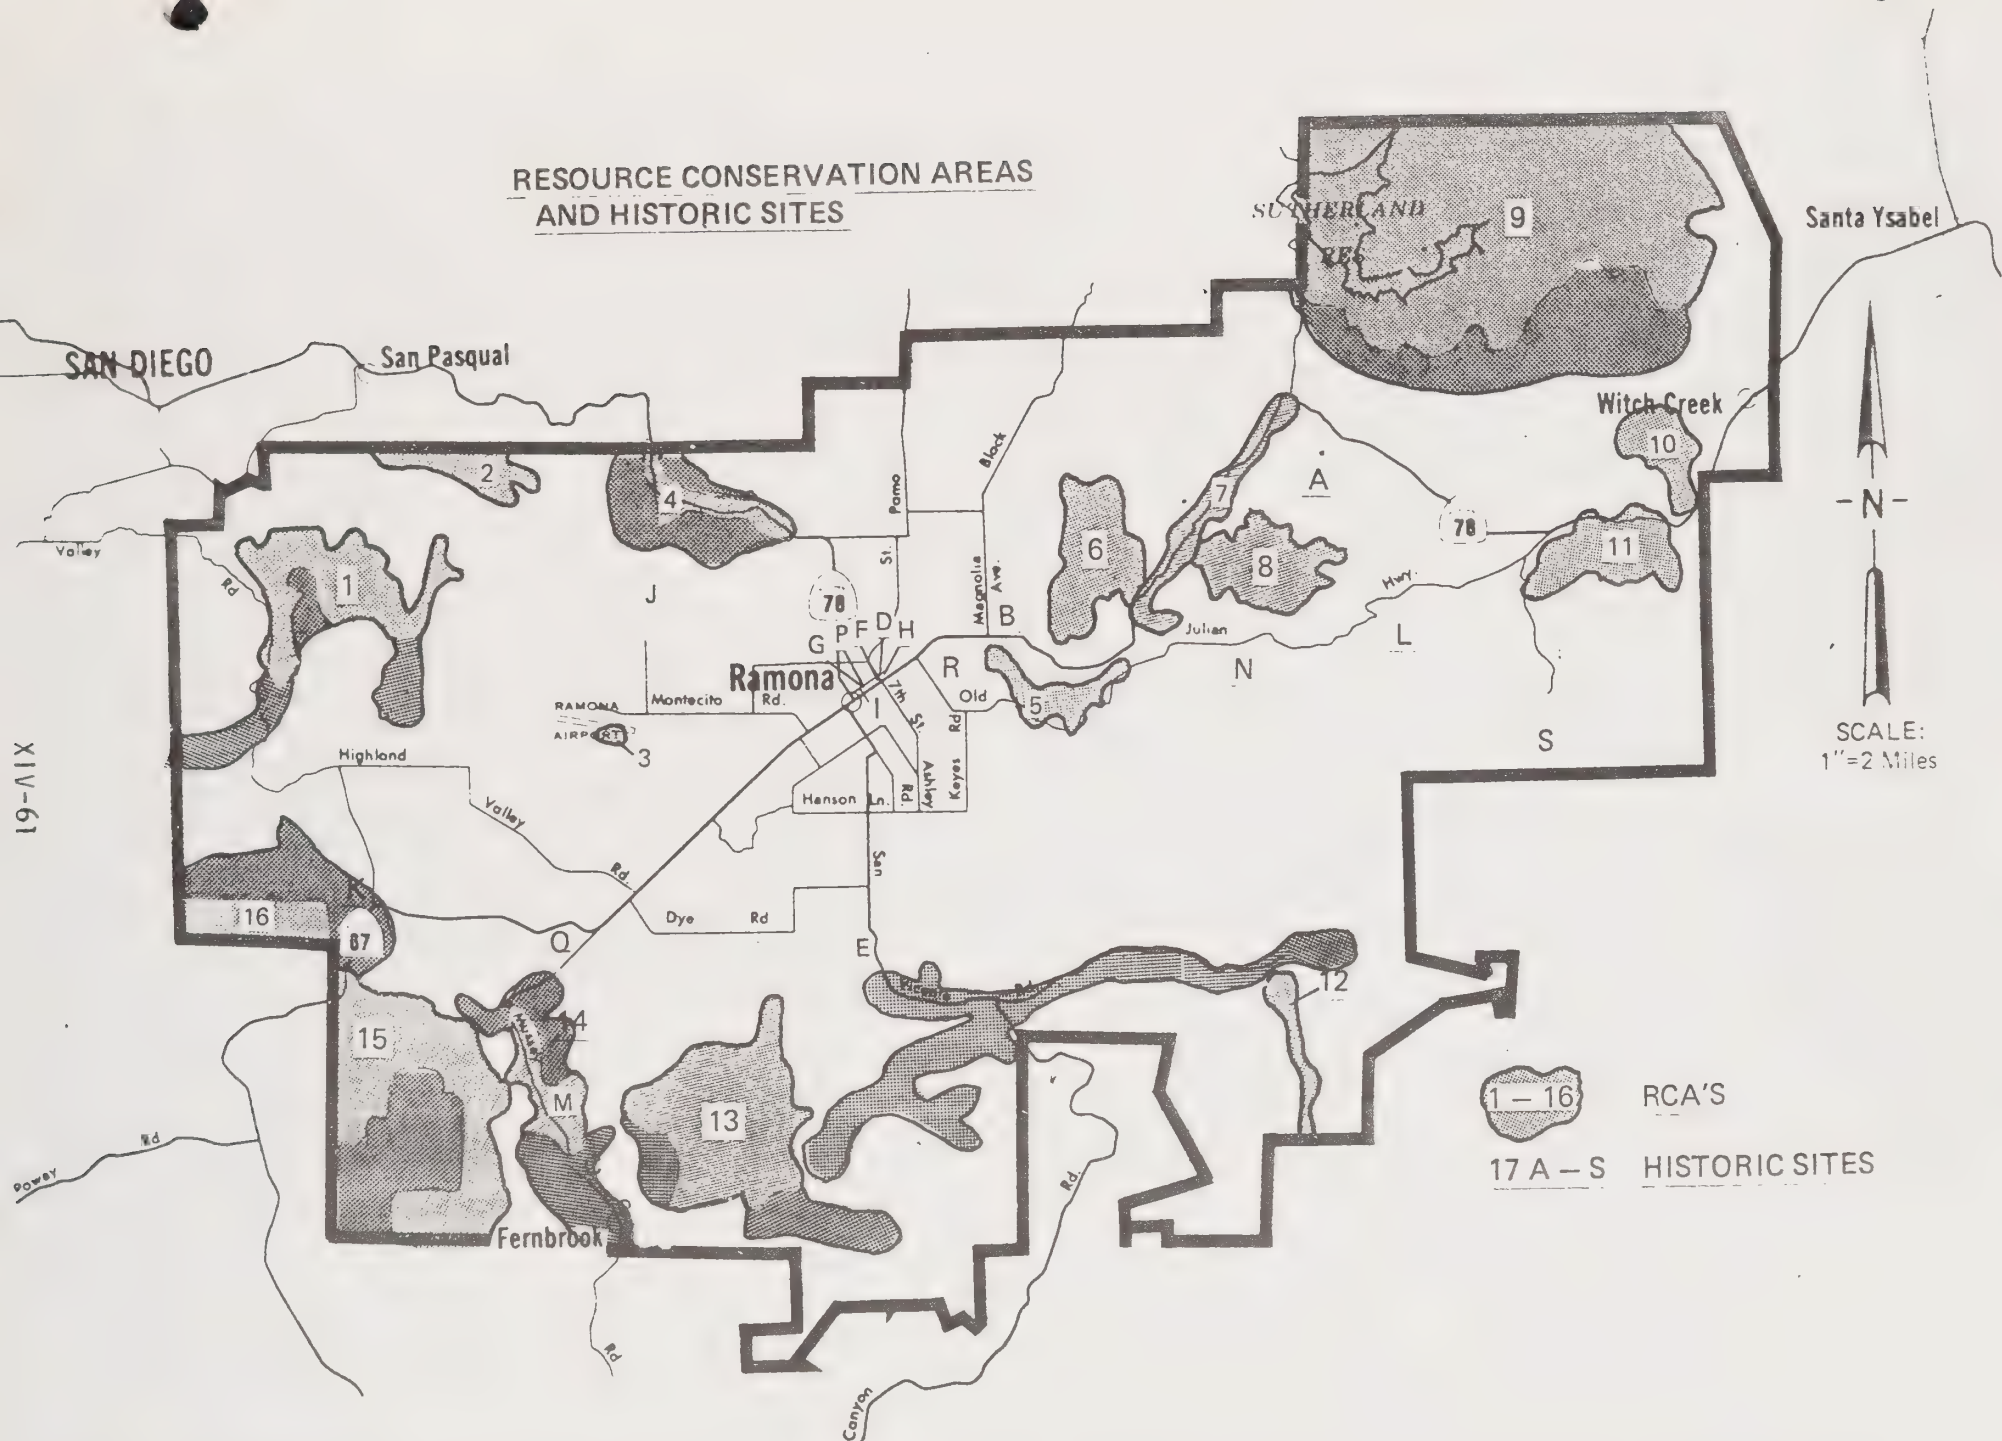 RESOURCE CONSERVATION AREAS
AND HISTORIC SITES
SUTHERLAND
RES
9
Santa Ysabel
SAN DIEGO
San Pasqual
Witch Creek
10
2
4
Pamo
St.
Block
7
A
-N-
78
6
8
11
Valley
Rd
1
J
78
Magnolia
Ave.
B
Hwy.
Julian
L
G
P
F
D
H
N
R
Ramona
Old
5
RAMONA
AIRPORT
3
Montecito
Rd.
7th
St.
I
S
SCALE:
1"=2 Miles
Highland
Valley
Rd.
Hanson
Ln.
Rd.
Ashley
Keyes
Rd
XIV-61
San
K
16
67
Dye
Rd
Q
E
Vicente
Rd.
12
15
14
M
13
1 – 16
RCA'S
17 A – S
HISTORIC SITES
Poway
Rd
Rd.
Fernbrook
Rd
Canyon